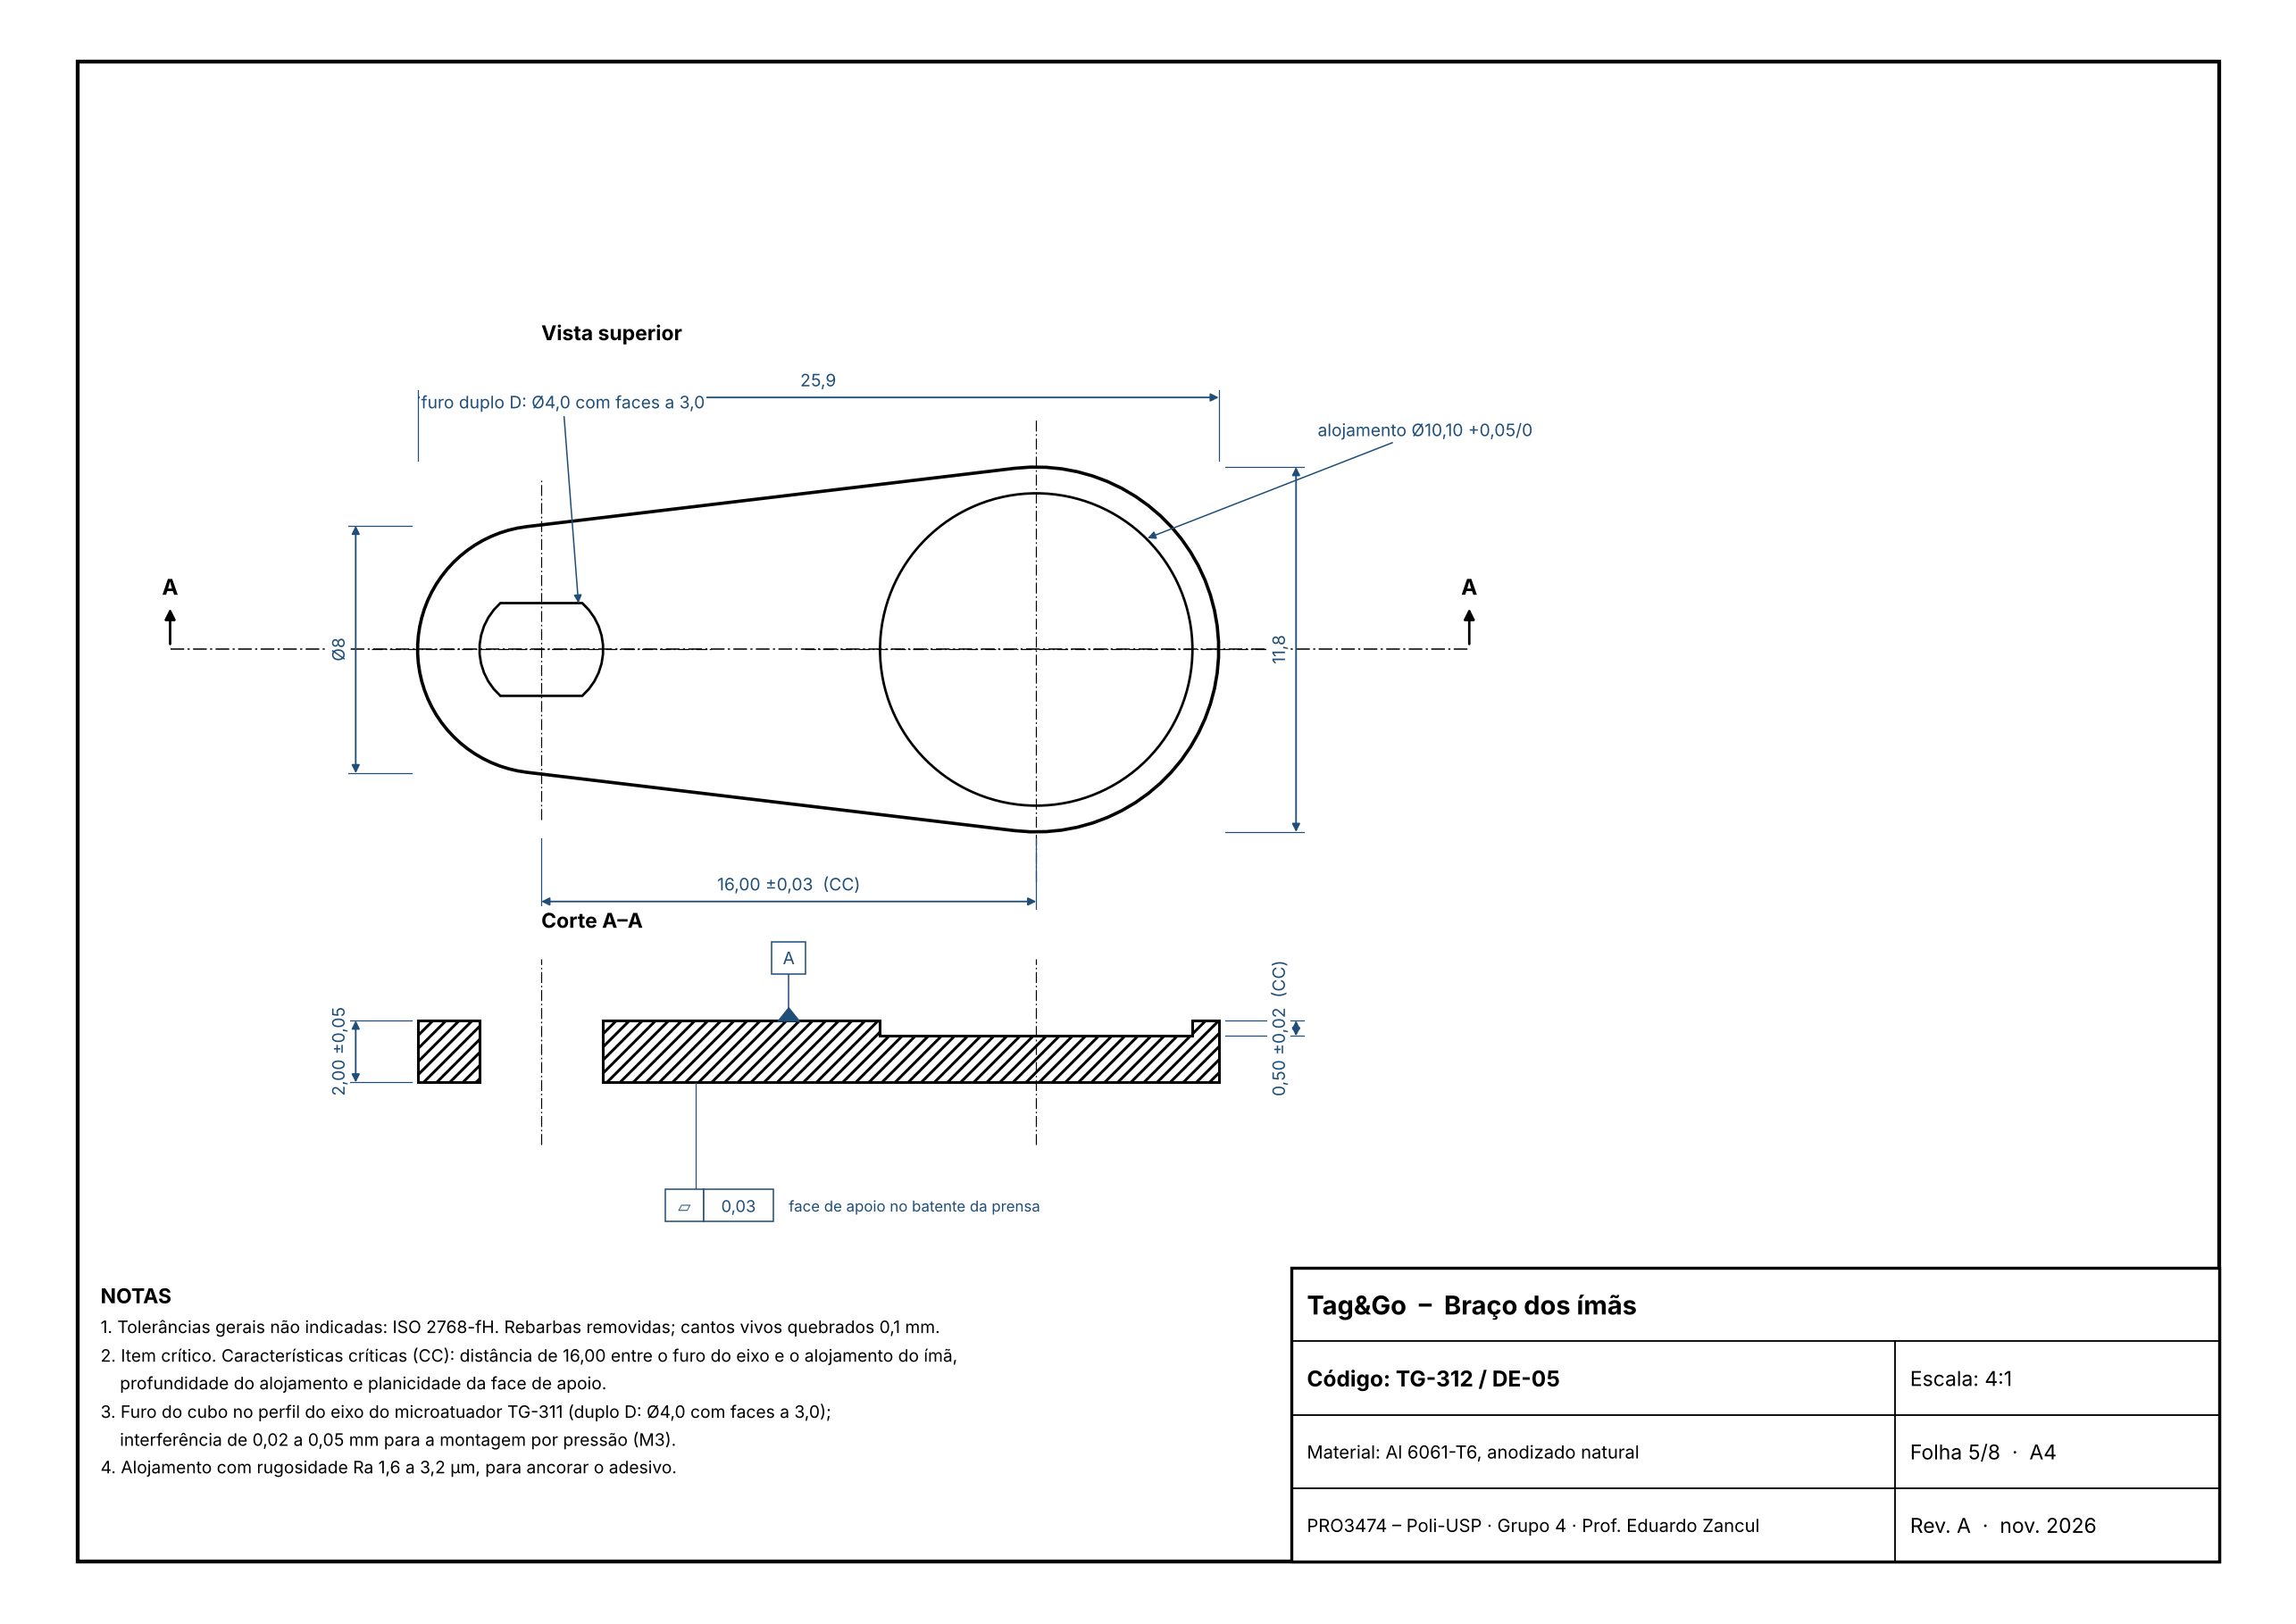 Vista superior
25,9
furo duplo D: Ø4,0 com faces a 3,0
alojamento Ø10,10 +0,05/0
A
A
Ø8
11,8
16,00 ±0,03 (CC)
Corte A–A
A
2,00 ±0,05
0,50 ±0,02 (CC)
⏥ 0,03 face de apoio no batente da prensa
NOTAS
1. Tolerâncias gerais não indicadas: ISO 2768-fH. Rebarbas removidas; cantos vivos quebrados 0,1 mm.
2. Item crítico. Características críticas (CC): distância de 16,00 entre o furo do eixo e o alojamento do ímã,
profundidade do alojamento e planicidade da face de apoio.
3. Furo do cubo no perfil do eixo do microatuador TG-311 (duplo D: Ø4,0 com faces a 3,0);
interferência de 0,02 a 0,05 mm para a montagem por pressão (M3).
4. Alojamento com rugosidade Ra 1,6 a 3,2 µm, para ancorar o adesivo.
Tag&Go – Braço dos ímãs
Código: TG-312 / DE-05
Escala: 4:1
Material: Al 6061-T6, anodizado natural
Folha 5/8 · A4
PRO3474 – Poli-USP · Grupo 4 · Prof. Eduardo Zancul
Rev. A · nov. 2026